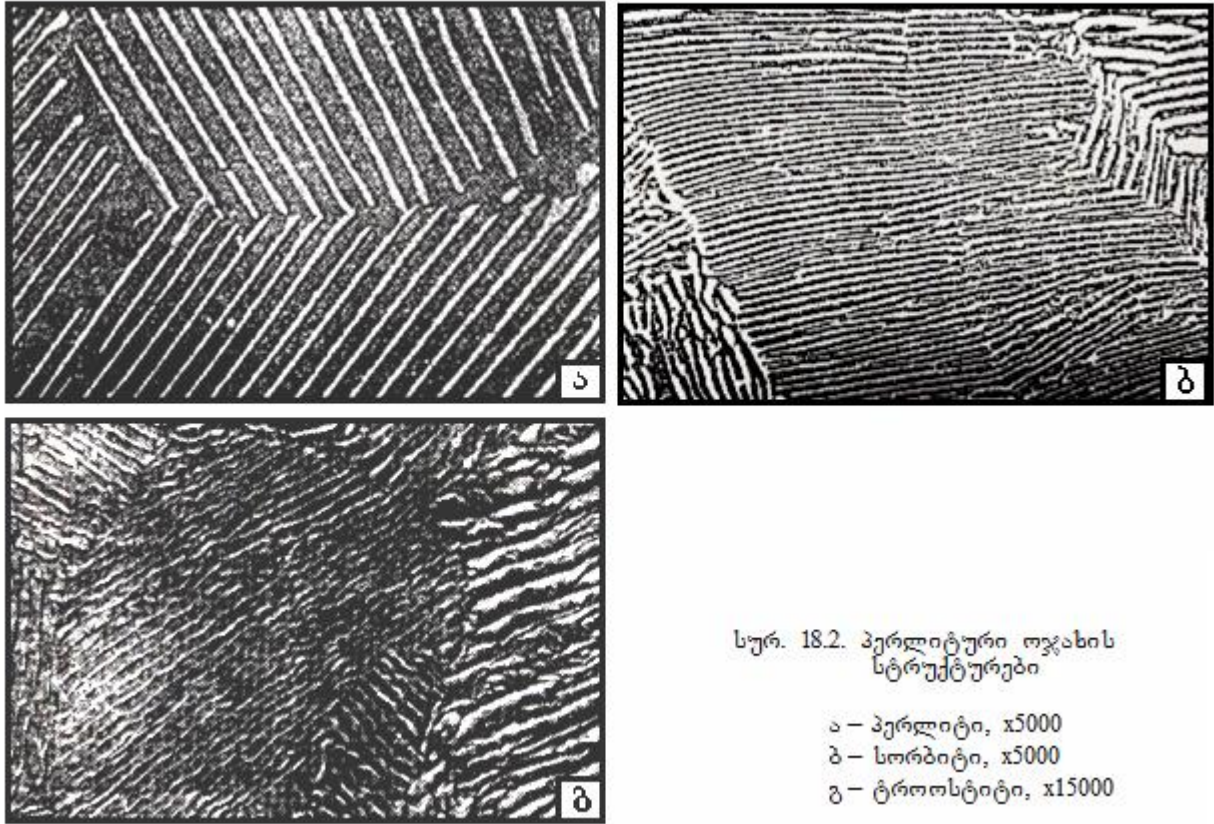 ა
ბ
გ
სურ. 18.2. პერლიტური ოჯახის
სტრუქტურები
ა – პერლიტი, x5000
ბ – სორბიტი, x5000
გ – ტროოსტიტი, x15000